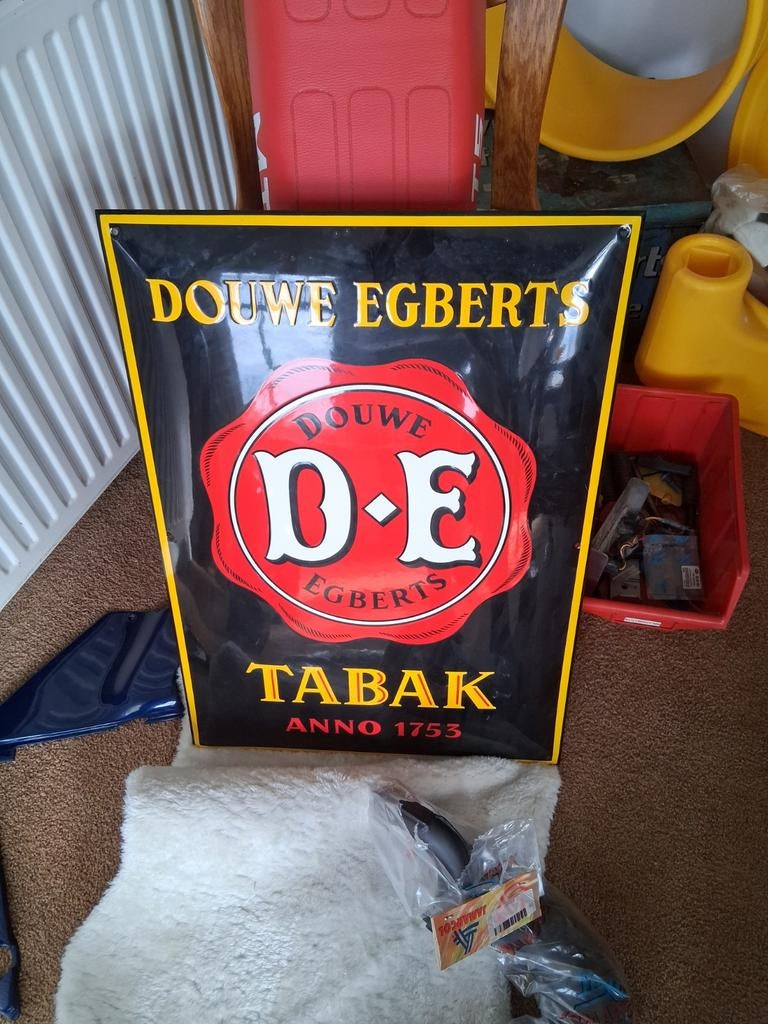 DOUWE EGBERTS
DOUWE
D◆E
EGBERTS
TABAK
ANNO 1753